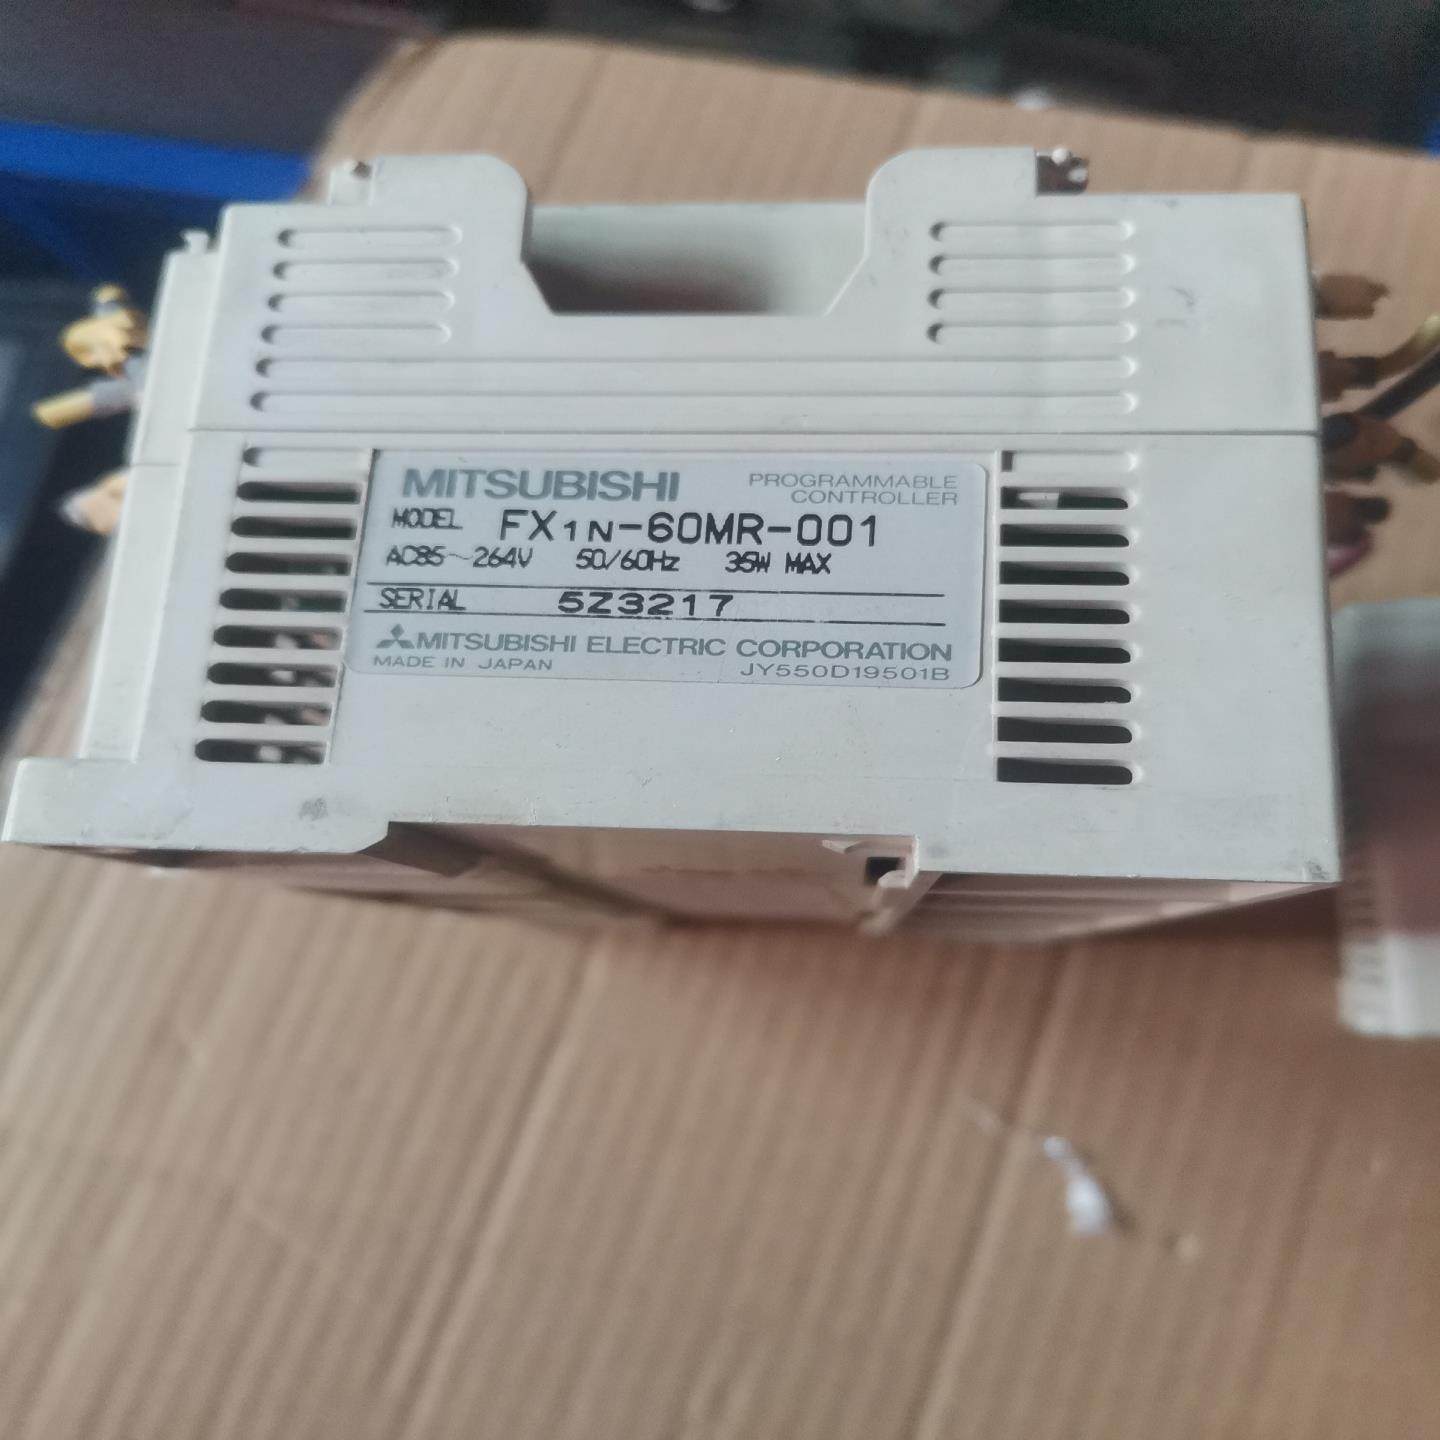 MITSUBISHI
PROGRAMMABLE
CONTROLLER
MODEL FX1N-60MR-001
AC85~264V 50/60Hz 35W MAX
SERIAL 5Z3217
MITSUBISHI ELECTRIC CORPORATION
MADE IN JAPAN JY550D19501B